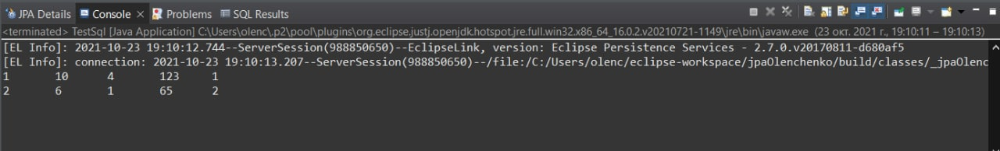 JPA Details Console Problems SQL Results
<terminated> TestSql [Java Application] C:\Users\olenc\.p2\pool\plugins\org.eclipse.justj.openjdk.hotspot.jre.full.win32.x86_64_16.0.2.v20210721-1149\jre\bin\javaw.exe (23 окт. 2021 г., 19:10:11 – 19:10:13)
[EL Info]: 2021-10-23 19:10:12.744--ServerSession(988850650)--EclipseLink, version: Eclipse Persistence Services - 2.7.0.v20170811-d680af5
[EL Info]: connection: 2021-10-23 19:10:13.207--ServerSession(988850650)--/file:/C:/Users/olenc/eclipse-workspace/jpaOlenchenko/build/classes/_jpaOlenc
1 10 4 123 1
2 6 1 65 2